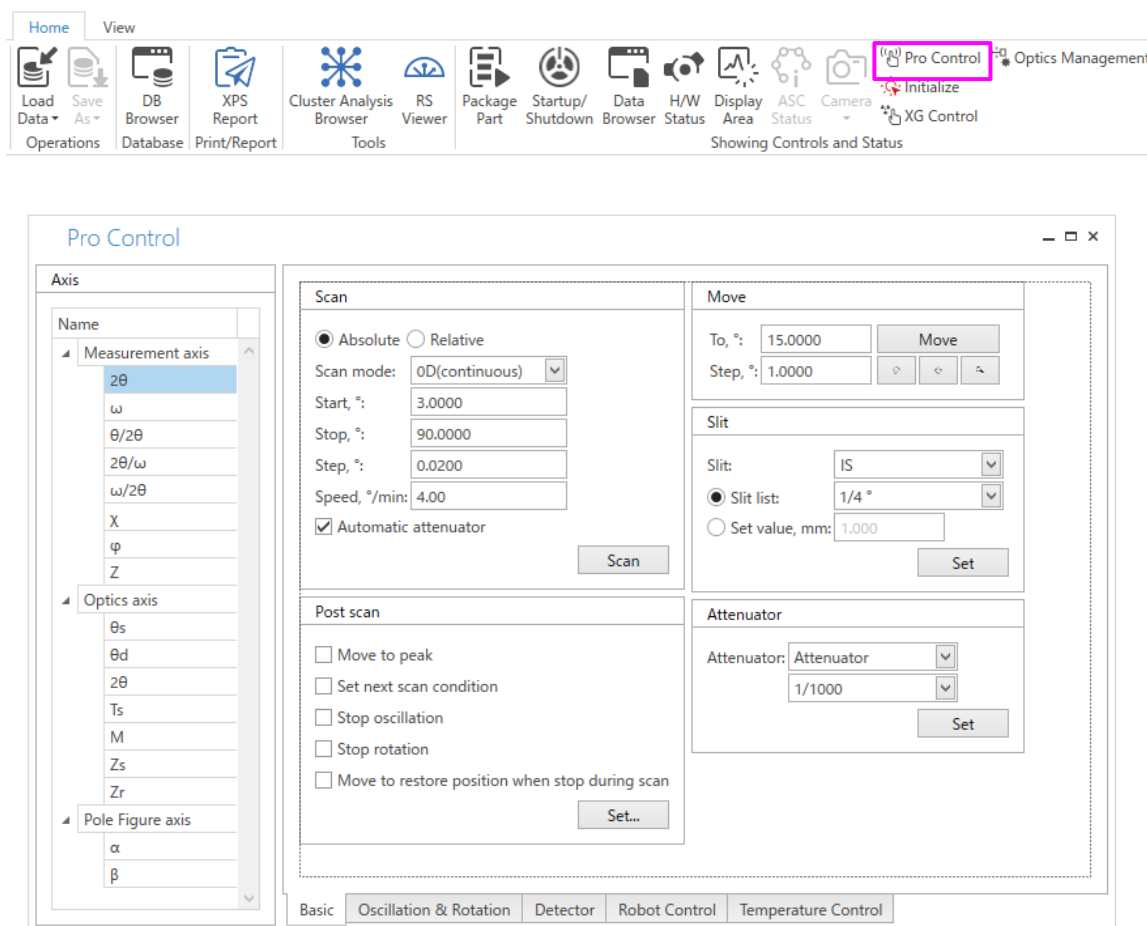 Home View
Load Data
Save As
DB Browser
XPS Report
Cluster Analysis Browser
RS Viewer
Package Part
Startup/ Shutdown
Data Browser
H/W Status
Display Area
ASC Status
Camera
Pro Control
Optics Management
Initialize
XG Control
Operations Database Print/Report Tools Showing Controls and Status
Pro Control
Axis
Name
Measurement axis
2θ
ω
θ/2θ
2θ/ω
ω/2θ
χ
φ
Z
Optics axis
θs
θd
2θ
Ts
M
Zs
Zr
Pole Figure axis
α
β
Scan
Absolute Relative
Scan mode: 0D(continuous)
Start, °: 3.0000
Stop, °: 90.0000
Step, °: 0.0200
Speed, °/min: 4.00
Automatic attenuator
Scan
Post scan
Move to peak
Set next scan condition
Stop oscillation
Stop rotation
Move to restore position when stop during scan
Set...
Move
To, °: 15.0000 Move
Step, °: 1.0000
Slit
Slit: IS
Slit list: 1/4 °
Set value, mm: 1.000
Set
Attenuator
Attenuator: Attenuator
1/1000
Set
Basic Oscillation & Rotation Detector Robot Control Temperature Control